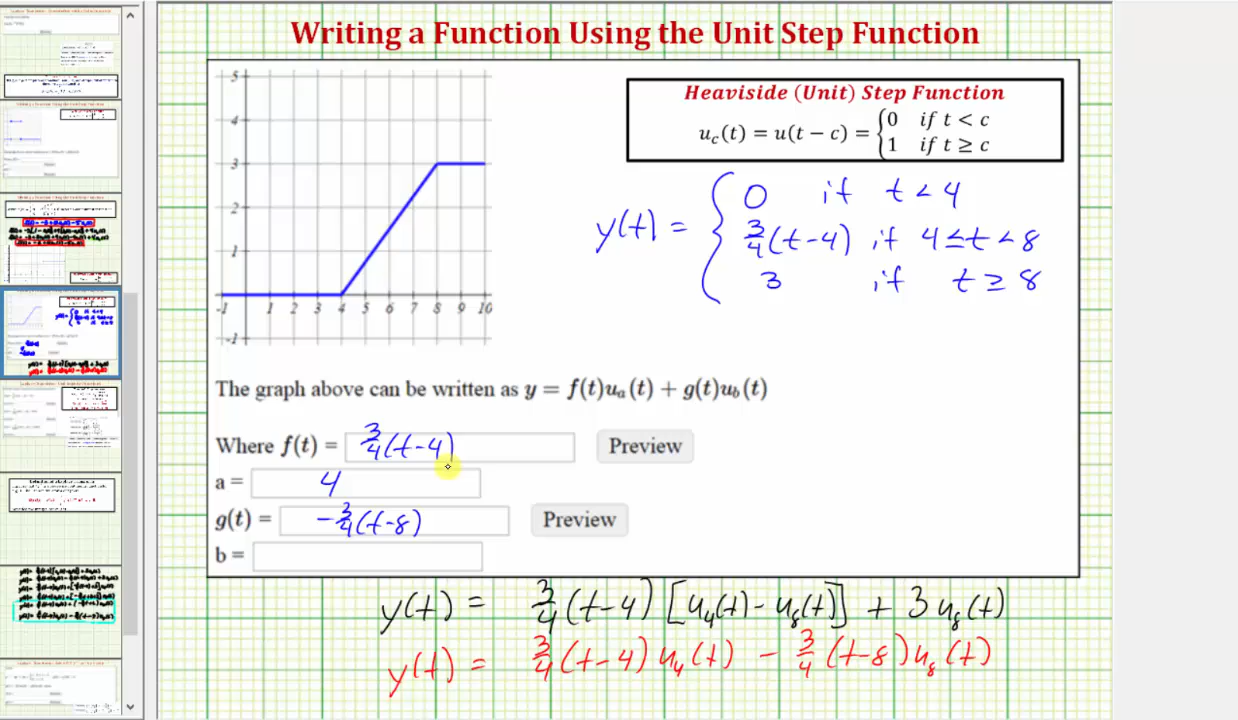 Writing a Function Using the Unit Step Function
5
4
3
2
1
-1 1 2 3 4 5 6 7 8 9 10
-1
Heaviside (Unit) Step Function
u_c(t) = u(t − c) = {0 if t < c
1 if t ≥ c
y(t) = {0 if t < 4
3/4(t-4) if 4 ≤ t < 8
3 if t ≥ 8
The graph above can be written as y = f(t)u_a(t) + g(t)u_b(t)
Where f(t) = 3/4(t-4) Preview
a = 4
g(t) = -3/4(t-8) Preview
b =
y(t) = 3/4(t-4)[u_4(t) - u_8(t)] + 3u_8(t)
y(t) = 3/4(t-4)u_4(t) - 3/4(t-8)u_8(t)